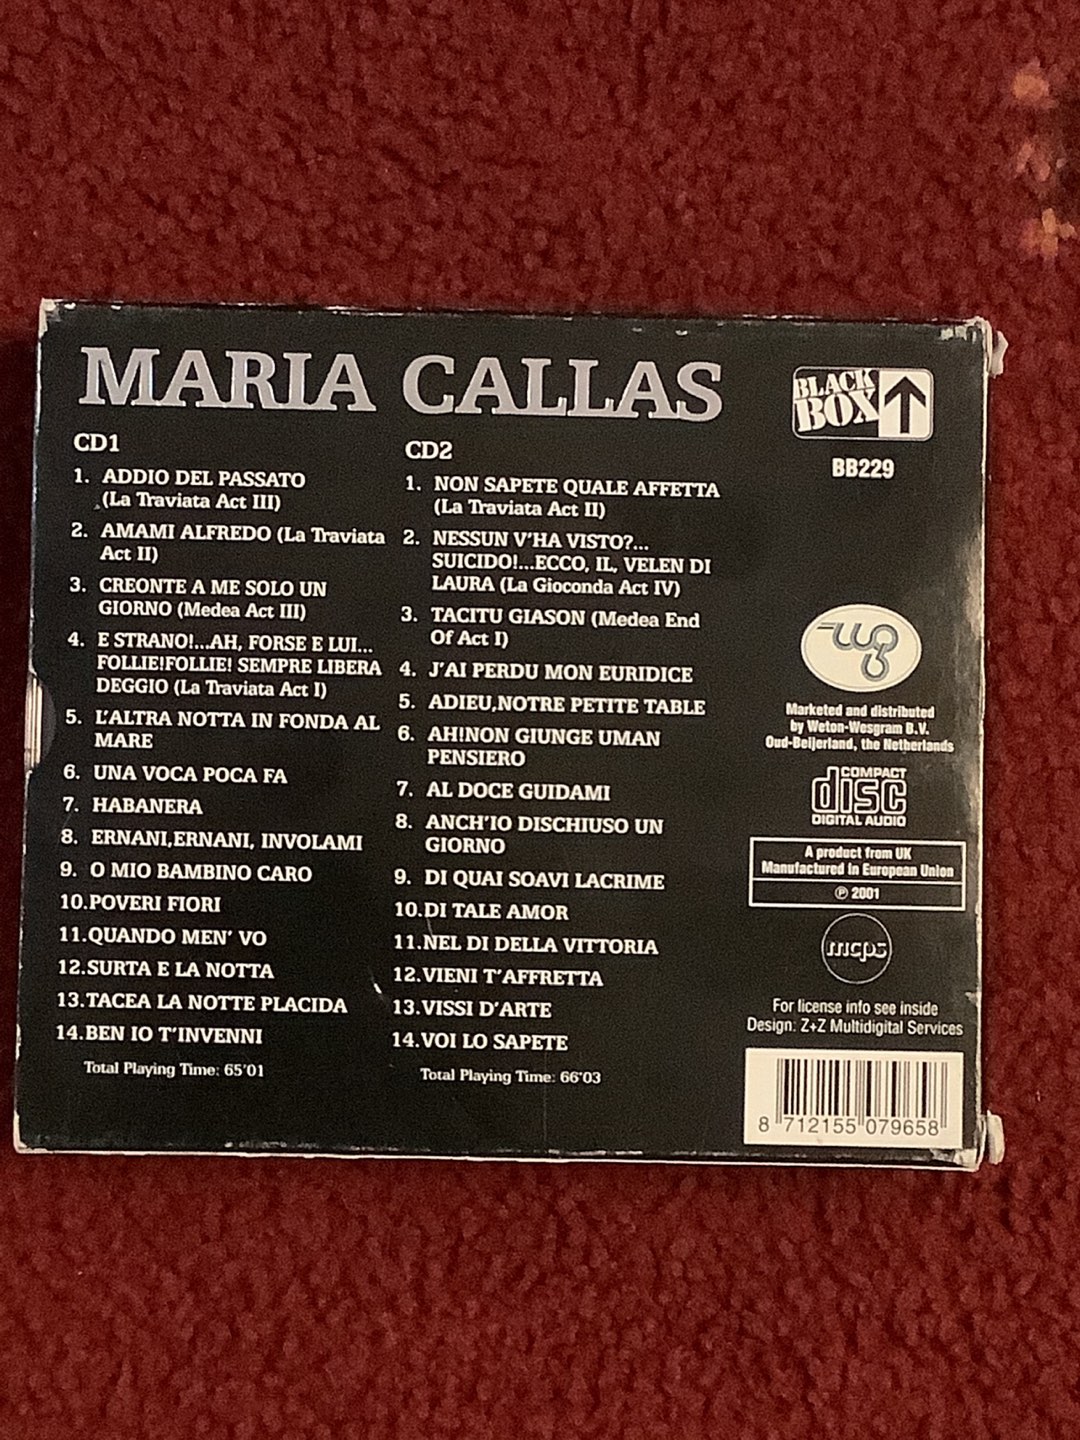 MARIA CALLAS
CD1
1. ADDIO DEL PASSATO
(La Traviata Act III)
2. AMAMI ALFREDO (La Traviata
Act II)
3. CREONTE A ME SOLO UN
GIORNO (Medea Act III)
4. E STRANO!...AH, FORSE E LUI...
FOLLIE!FOLLIE! SEMPRE LIBERA
DEGGIO (La Traviata Act I)
5. L'ALTRA NOTTA IN FONDA AL
MARE
6. UNA VOCA POCA FA
7. HABANERA
8. ERNANI,ERNANI, INVOLAMI
9. O MIO BAMBINO CARO
10.POVERI FIORI
11.QUANDO MEN' VO
12.SURTA E LA NOTTA
13.TACEA LA NOTTE PLACIDA
14.BEN IO T'INVENNI
Total Playing Time: 65'01
CD2
1. NON SAPETE QUALE AFFETTA
(La Traviata Act II)
2. NESSUN V'HA VISTO?...
SUICIDO!...ECCO, IL, VELEN DI
LAURA (La Gioconda Act IV)
3. TACITU GIASON (Medea End
Of Act I)
4. J'AI PERDU MON EURIDICE
5. ADIEU,NOTRE PETITE TABLE
6. AH!NON GIUNGE UMAN
PENSIERO
7. AL DOCE GUIDAMI
8. ANCH'IO DISCHIUSO UN
GIORNO
9. DI QUAI SOAVI LACRIME
10.DI TALE AMOR
11.NEL DI DELLA VITTORIA
12.VIENI T'AFFRETTA
13.VISSI D'ARTE
14.VOI LO SAPETE
Total Playing Time: 66'03
BLACK
BOX
BB229
wg
Marketed and distributed
by Weton-Wesgram B.V.
Oud-Beijerland, the Netherlands
COMPACT
disc
DIGITAL AUDIO
A product from UK
Manufactured in European Union
℗ 2001
mcps
For license info see inside
Design: Z+Z Multidigital Services
8 712155 079658